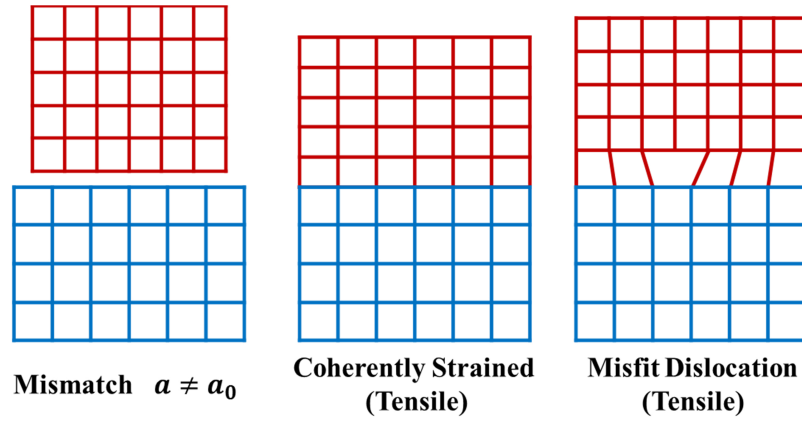 Mismatch a ≠ a₀
Coherently Strained
(Tensile)
Misfit Dislocation
(Tensile)